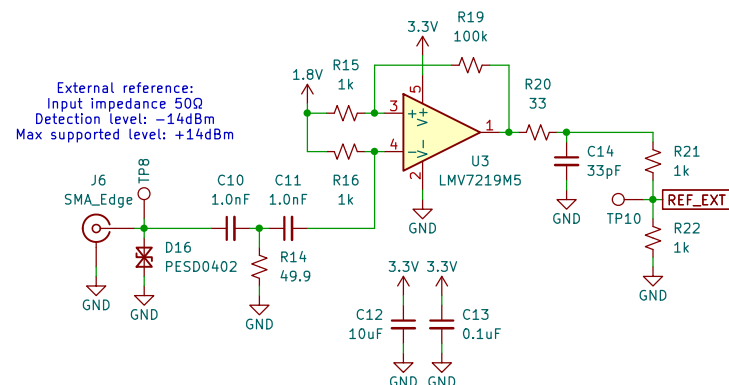 External reference:
Input impedance 50Ω
Detection level: −14dBm
Max supported level: +14dBm
R19
100k
3.3V
1.8V
R15
1k
5
V+
3
+
4
-
V-
1
2
U3
LMV7219M5
GND
R16
1k
R20
33
C14
33pF
GND
R21
1k
REF_EXT
TP10
R22
1k
GND
J6
SMA_Edge
TP8
C10
1.0nF
C11
1.0nF
D16
PESD0402
R14
49.9
GND
GND
GND
3.3V
3.3V
C12
10uF
C13
0.1uF
GND
GND